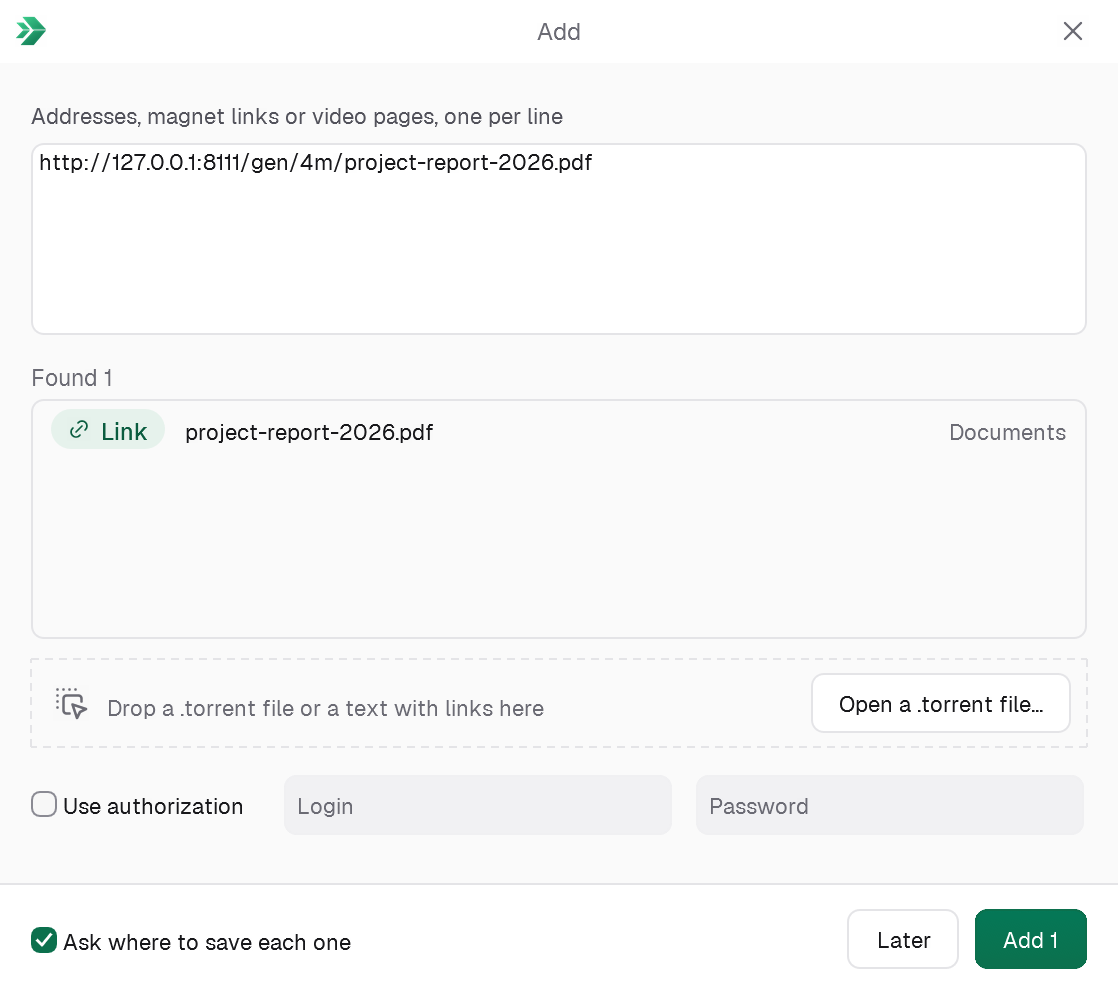 Add
Addresses, magnet links or video pages, one per line
http://127.0.0.1:8111/gen/4m/project-report-2026.pdf
Found 1
Link project-report-2026.pdf Documents
Drop a .torrent file or a text with links here Open a .torrent file...
Use authorization Login Password
Ask where to save each one Later Add 1